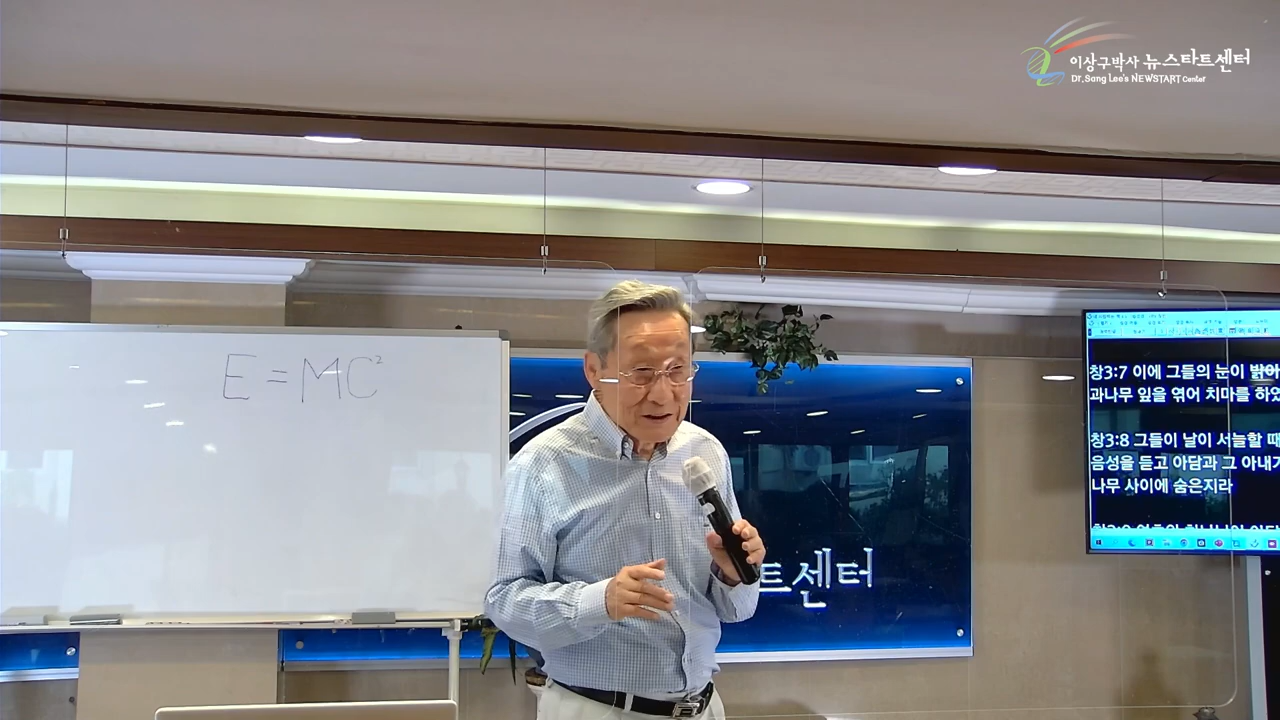 이상구박사 뉴스타트센터
Dr. Sang Lee's NEWSTART Center
E = MC²
창3:7 이에 그들의 눈이 밝아
과나무 잎을 엮어 치마를 하였
창3:8 그들이 날이 서늘할 때
음성을 듣고 아담과 그 아내가
나무 사이에 숨은지라
트센터